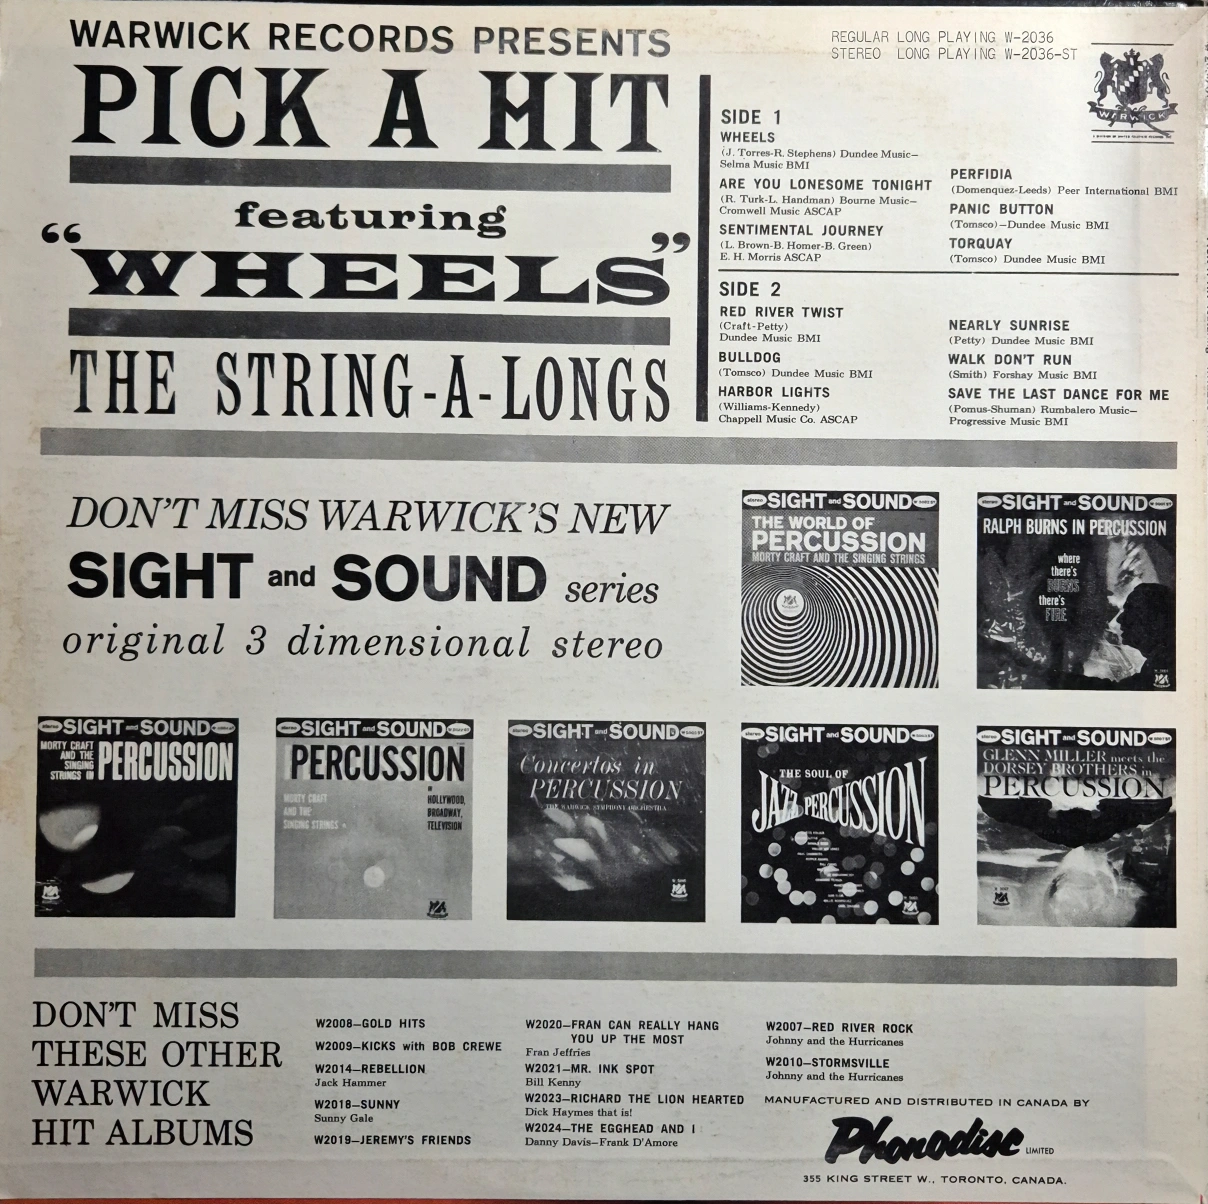 WARWICK RECORDS PRESENTS
PICK A HIT
featuring
“WHEELS”
THE STRING-A-LONGS
REGULAR LONG PLAYING W-2036
STEREO LONG PLAYING W-2036-ST
WARWICK
SIDE 1
WHEELS
(J. Torres-R. Stephens) Dundee Music—
Selma Music BMI
ARE YOU LONESOME TONIGHT
(R. Turk-L. Handman) Bourne Music—
Cromwell Music ASCAP
SENTIMENTAL JOURNEY
(L. Brown-B. Homer-B. Green)
E. H. Morris ASCAP
PERFIDIA
(Domenquez-Leeds) Peer International BMI
PANIC BUTTON
(Tomsco)—Dundee Music BMI
TORQUAY
(Tomsco) Dundee Music BMI
SIDE 2
RED RIVER TWIST
(Craft-Petty)
Dundee Music BMI
BULLDOG
(Tomsco) Dundee Music BMI
HARBOR LIGHTS
(Williams-Kennedy)
Chappell Music Co. ASCAP
NEARLY SUNRISE
(Petty) Dundee Music BMI
WALK DON'T RUN
(Smith) Forshay Music BMI
SAVE THE LAST DANCE FOR ME
(Pomus-Shuman) Rumbalero Music—
Progressive Music BMI
DON'T MISS WARWICK'S NEW
SIGHT and SOUND series
original 3 dimensional stereo
stereo SIGHT and SOUND
THE WORLD OF
PERCUSSION
MORTY CRAFT AND THE SINGING STRINGS
stereo SIGHT and SOUND
RALPH BURNS IN PERCUSSION
where
there's
BURNS
there's
FIRE
stereo SIGHT and SOUND
MORTY CRAFT
AND THE
SINGING
STRINGS IN
PERCUSSION
stereo SIGHT and SOUND
PERCUSSION
MORTY CRAFT
AND THE
SINGING STRINGS
HOLLYWOOD,
BROADWAY,
TELEVISION
stereo SIGHT and SOUND
Concertos in
PERCUSSION
THE WARWICK SYMPHONY ORCHESTRA
stereo SIGHT and SOUND
THE SOUL OF
JAZZ PERCUSSION
stereo SIGHT and SOUND
GLENN MILLER meets the
DORSEY BROTHERS in
PERCUSSION
DON'T MISS
THESE OTHER
WARWICK
HIT ALBUMS
W2008—GOLD HITS
W2009—KICKS with BOB CREWE
W2014—REBELLION
Jack Hammer
W2018—SUNNY
Sunny Gale
W2019—JEREMY'S FRIENDS
W2020—FRAN CAN REALLY HANG
YOU UP THE MOST
Fran Jeffries
W2021—MR. INK SPOT
Bill Kenny
W2023—RICHARD THE LION HEARTED
Dick Haymes that is!
W2024—THE EGGHEAD AND I
Danny Davis—Frank D'Amore
W2007—RED RIVER ROCK
Johnny and the Hurricanes
W2010—STORMSVILLE
Johnny and the Hurricanes
MANUFACTURED AND DISTRIBUTED IN CANADA BY
Phonodisc LIMITED
355 KING STREET W., TORONTO, CANADA.